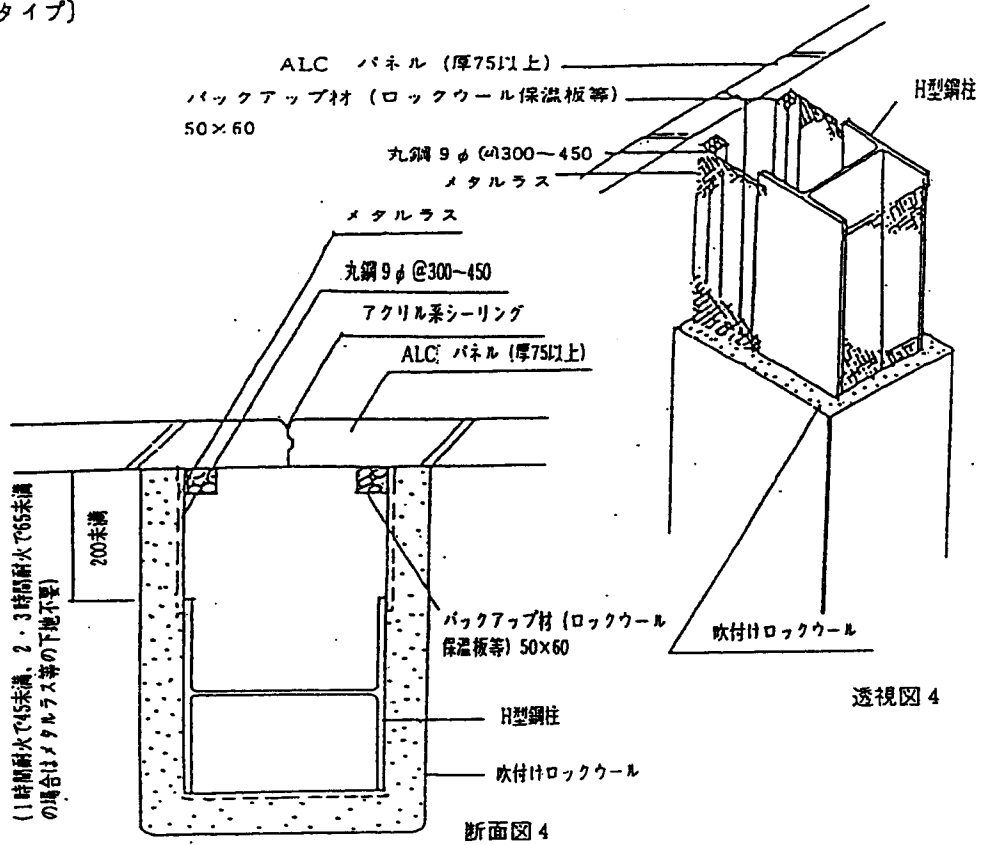 タイプ〕
ALC パネル (厚75以上)
バックアップ材 (ロックウール保温板等)
50×60
H型鋼柱
丸鋼 9 φ @300～450
メタルラス
メタルラス
丸鋼 9 φ @300～450
アクリル系シーリング
ALC パネル (厚75以上)
200未満
(1時間耐火で45未満、2・3時間耐火で65未満
の場合はメタルラス等の下地不要)
バックアップ材 (ロックウール
保温板等) 50×60
吹付けロックウール
H型鋼柱
透視図 4
吹付けロックウール
断面図 4